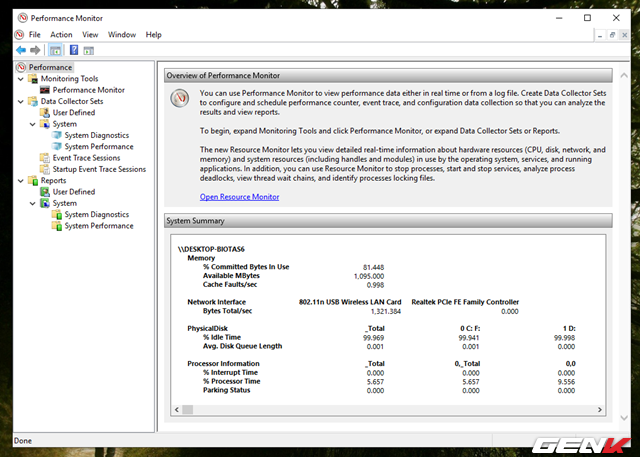 Performance Monitor
File Action View Window Help
Performance
Monitoring Tools
Performance Monitor
Data Collector Sets
User Defined
System
System Diagnostics
System Performance
Event Trace Sessions
Startup Event Trace Sessions
Reports
User Defined
System
System Diagnostics
System Performance
Overview of Performance Monitor
You can use Performance Monitor to view performance data either in real time or from a log file. Create Data Collector Sets
to configure and schedule performance counter, event trace, and configuration data collection so that you can analyze the
results and view reports.
To begin, expand Monitoring Tools and click Performance Monitor, or expand Data Collector Sets or Reports.
The new Resource Monitor lets you view detailed real-time information about hardware resources (CPU, disk, network, and
memory) and system resources (including handles and modules) in use by the operating system, services, and running
applications. In addition, you can use Resource Monitor to stop processes, start and stop services, analyze process
deadlocks, view thread wait chains, and identify processes locking files.
Open Resource Monitor
System Summary
\\DESKTOP-BIOTAS6
Memory
% Committed Bytes In Use 81.448
Available MBytes 1,095.000
Cache Faults/sec 0.998
Network Interface 802.11n USB Wireless LAN Card Realtek PCIe FE Family Controller
Bytes Total/sec 1,321.384 0.000
PhysicalDisk _Total 0 C: F: 1 D:
% Idle Time 99.969 99.941 99.998
Avg. Disk Queue Length 0.001 0.001 0.000
Processor Information _Total 0,_Total 0,0
% Interrupt Time 0.000 0.000 0.000
% Processor Time 5.657 5.657 9.556
Parking Status 0.000 0.000 0.000
Done
GENK